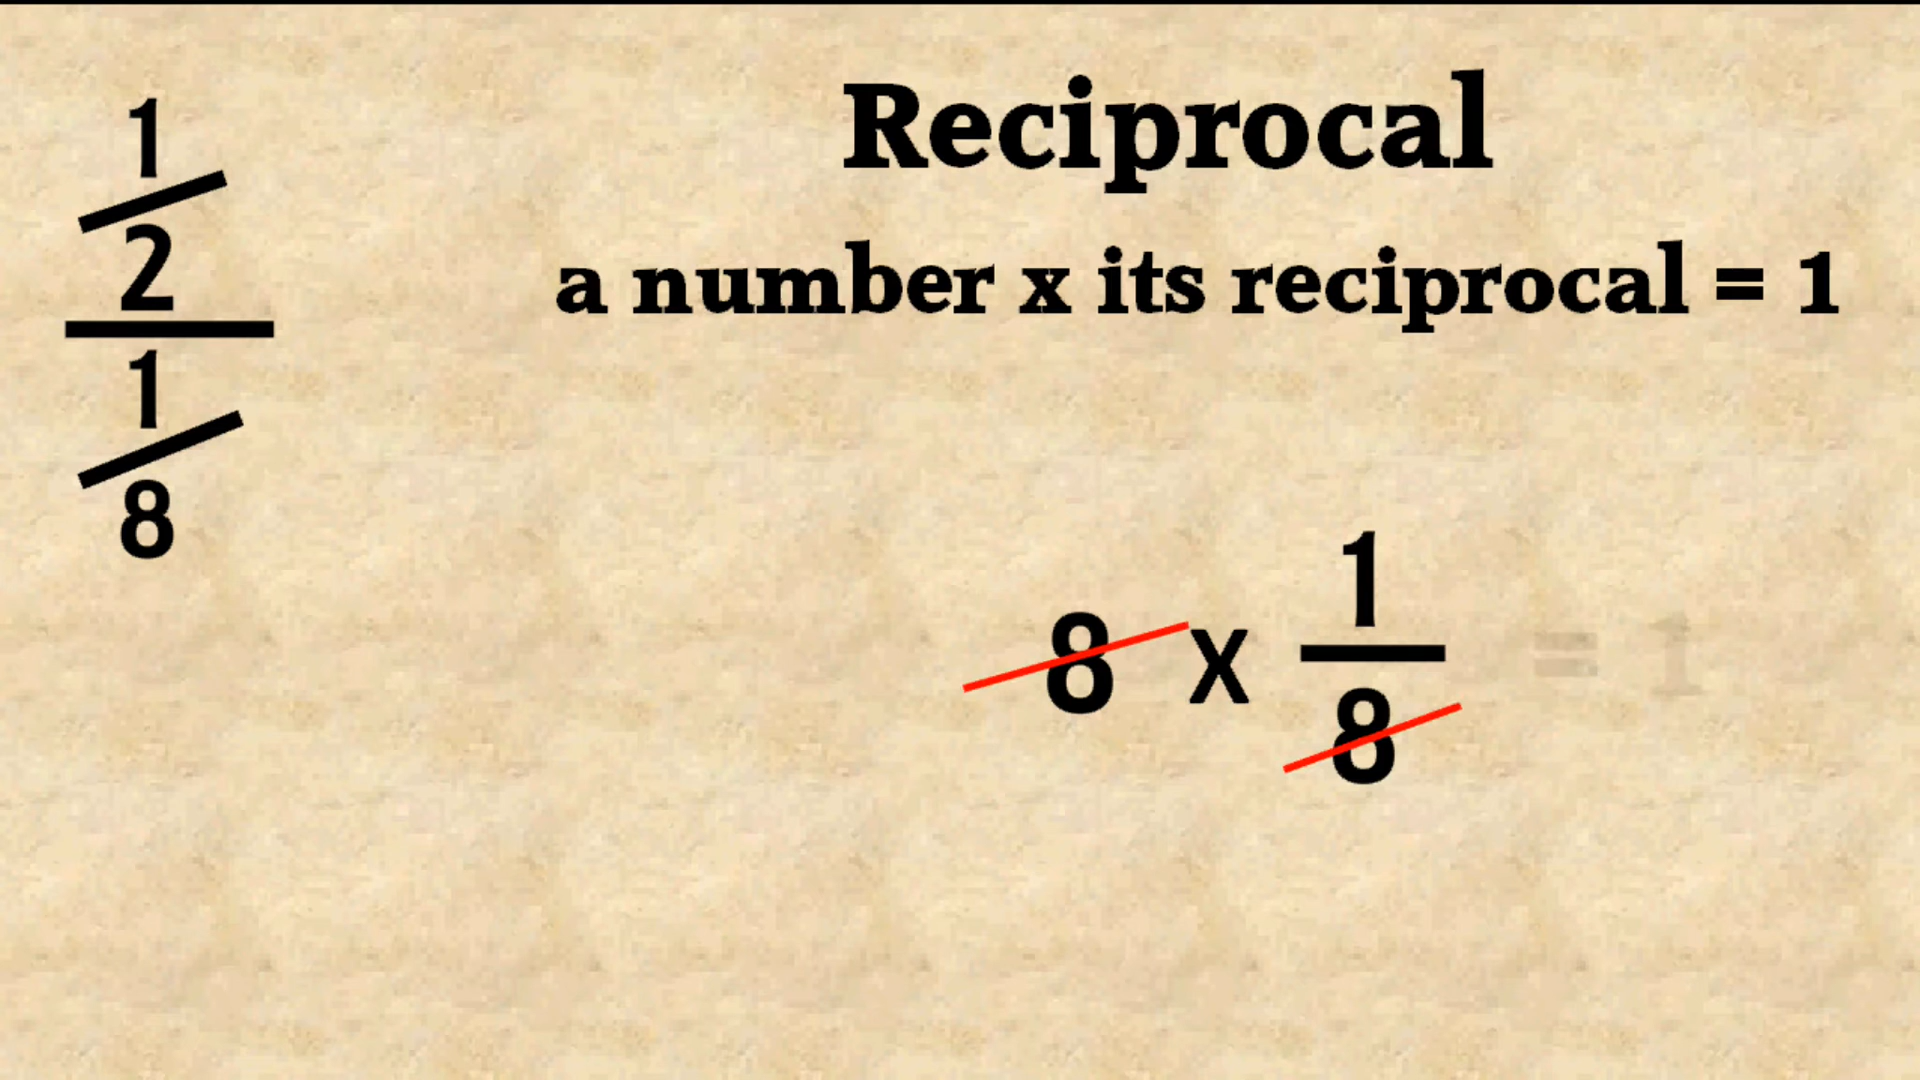 Reciprocal
a number x its reciprocal = 1
1
2
1
8
8 x 1/8 = 1